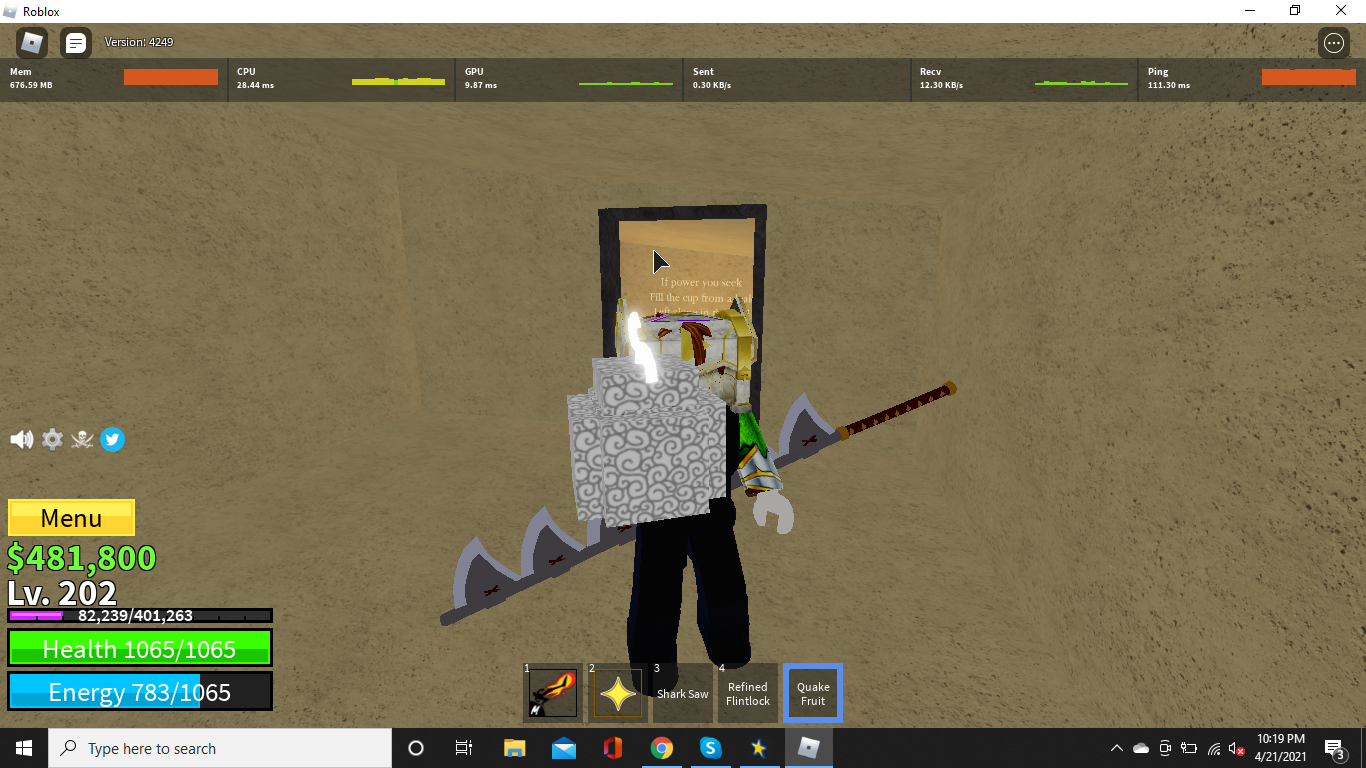 Roblox
Version: 4249
Mem
676.59 MB
CPU
28.44 ms
GPU
9.87 ms
Sent
0.30 KB/s
Recv
12.30 KB/s
Ping
111.30 ms
If power you seek
Fill the cup from a
Menu
$481,800
Lv. 202
82,239/401,263
Health 1065/1065
Energy 783/1065
1
2
3
4
Shark Saw
Refined
Flintlock
Quake
Fruit
Type here to search
10:19 PM
4/21/2021
3